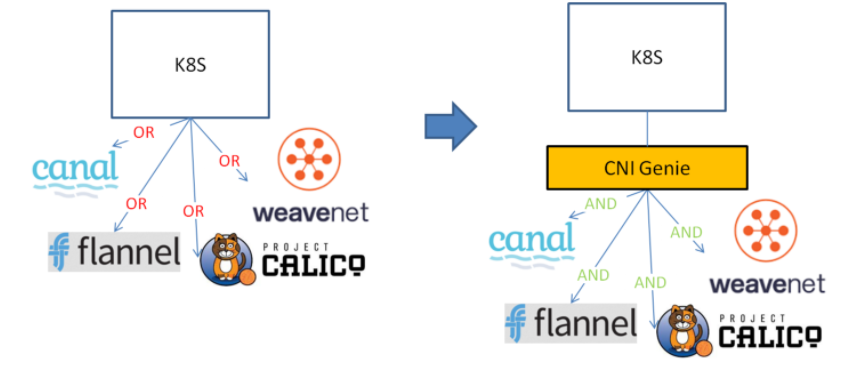 K8S
OR
canal
OR
weavenet
OR
OR
flannel
PROJECT
CALICO
K8S
CNI Genie
AND
canal
AND
weavenet
AND
AND
flannel
PROJECT
CALICO